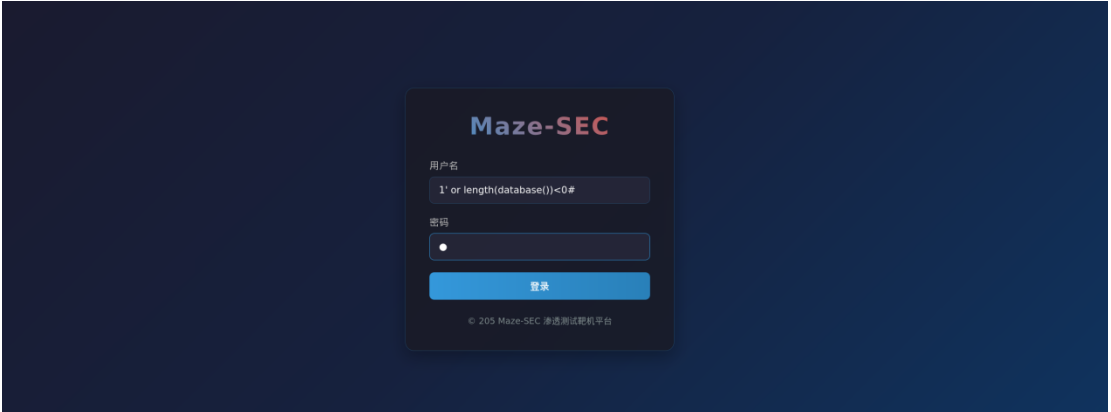 Maze-SEC
用户名
1' or length(database())<0#
密码
登录
© 205 Maze-SEC 渗透测试靶机平台